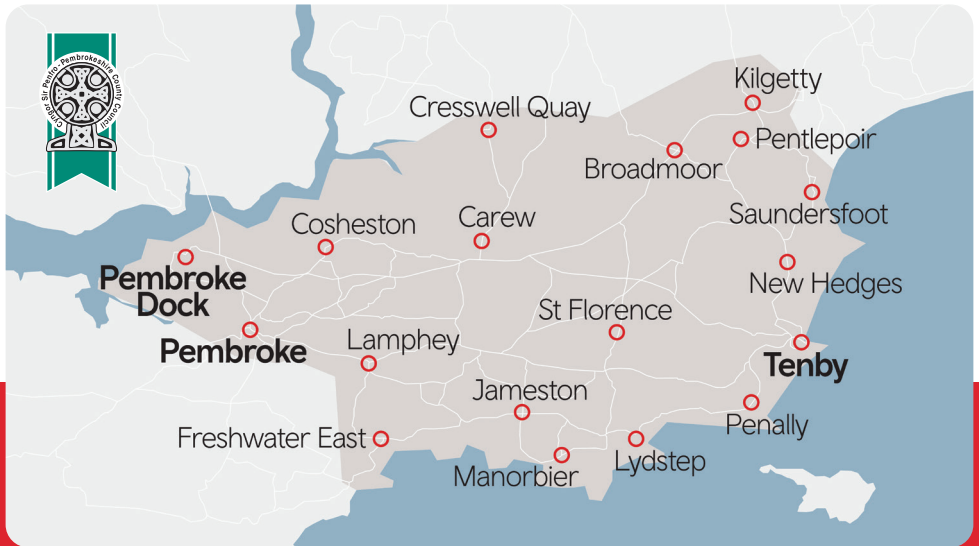 Cyngor Sir Penfro - Pembrokeshire County Council
Kilgetty
Cresswell Quay
Pentlepoir
Broadmoor
Saundersfoot
Carew
Cosheston
New Hedges
Pembroke
Dock
St Florence
Lamphey
Pembroke
Tenby
Jameston
Penally
Freshwater East
Lydstep
Manorbier